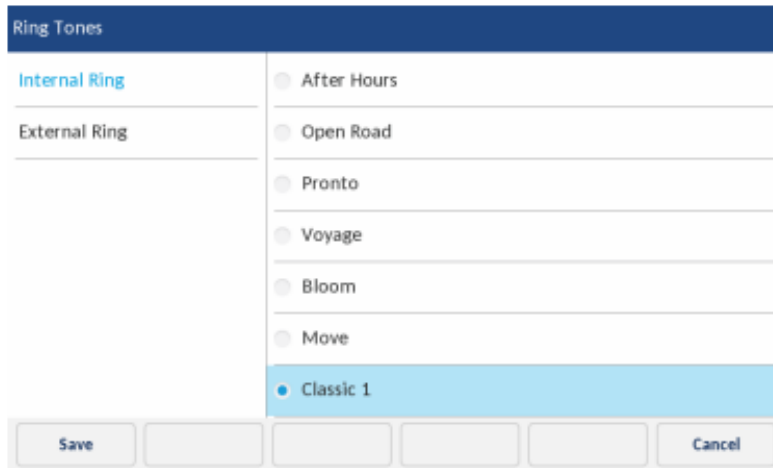 Ring Tones
Internal Ring
External Ring
After Hours
Open Road
Pronto
Voyage
Bloom
Move
Classic 1
Save
Cancel